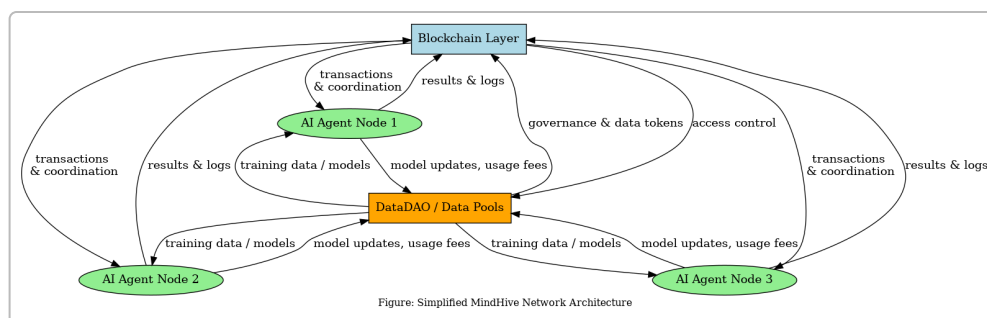 Blockchain Layer
transactions
& coordination
results & logs
AI Agent Node 1
governance & data tokens
access control
transactions
& coordination
results & logs
training data / models
model updates, usage fees
transactions
& coordination
results & logs
DataDAO / Data Pools
training data / models
model updates, usage fees
training data / models
model updates, usage fees
AI Agent Node 2
AI Agent Node 3
Figure: Simplified MindHive Network Architecture